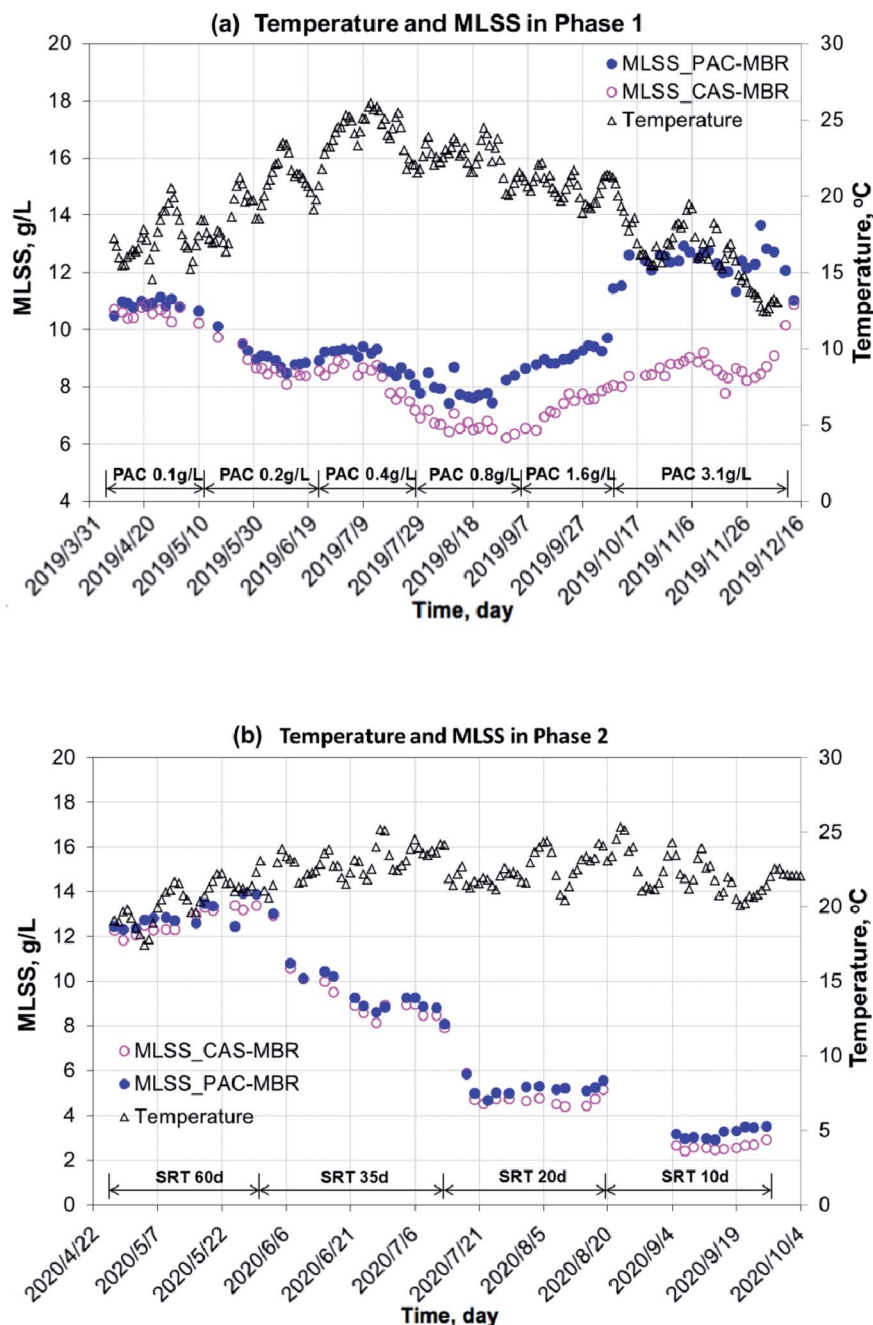 (a) Temperature and MLSS in Phase 1
20
18
16
14
12
10
8
6
4
MLSS, g/L
30
25
20
15
10
5
0
Temperature, °C
MLSS_PAC-MBR
MLSS_CAS-MBR
Temperature
PAC 0.1g/L PAC 0.2g/L PAC 0.4g/L PAC 0.8g/L PAC 1.6g/L PAC 3.1g/L
2019/3/31 2019/4/20 2019/5/10 2019/5/30 2019/6/19 2019/7/9 2019/7/29 2019/8/18 2019/9/7 2019/9/27 2019/10/17 2019/11/6 2019/11/26 2019/12/16
Time, day
(b) Temperature and MLSS in Phase 2
20
18
16
14
12
10
8
6
4
2
0
MLSS, g/L
30
25
20
15
10
5
0
Temperature, °C
MLSS_CAS-MBR
MLSS_PAC-MBR
Temperature
SRT 60d SRT 35d SRT 20d SRT 10d
2020/4/22 2020/5/7 2020/5/22 2020/6/6 2020/6/21 2020/7/6 2020/7/21 2020/8/5 2020/8/20 2020/9/4 2020/9/19 2020/10/4
Time, day